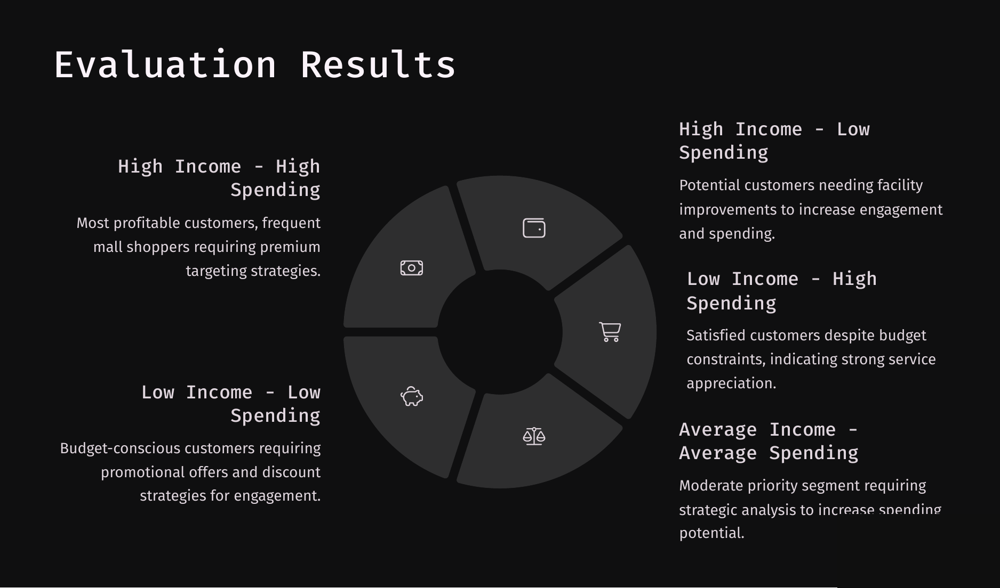 Evaluation Results
High Income - High
Spending
Most profitable customers, frequent
mall shoppers requiring premium
targeting strategies.
Low Income - Low
Spending
Budget-conscious customers requiring
promotional offers and discount
strategies for engagement.
High Income - Low
Spending
Potential customers needing facility
improvements to increase engagement
and spending.
Low Income - High
Spending
Satisfied customers despite budget
constraints, indicating strong service
appreciation.
Average Income -
Average Spending
Moderate priority segment requiring
strategic analysis to increase spending
potential.